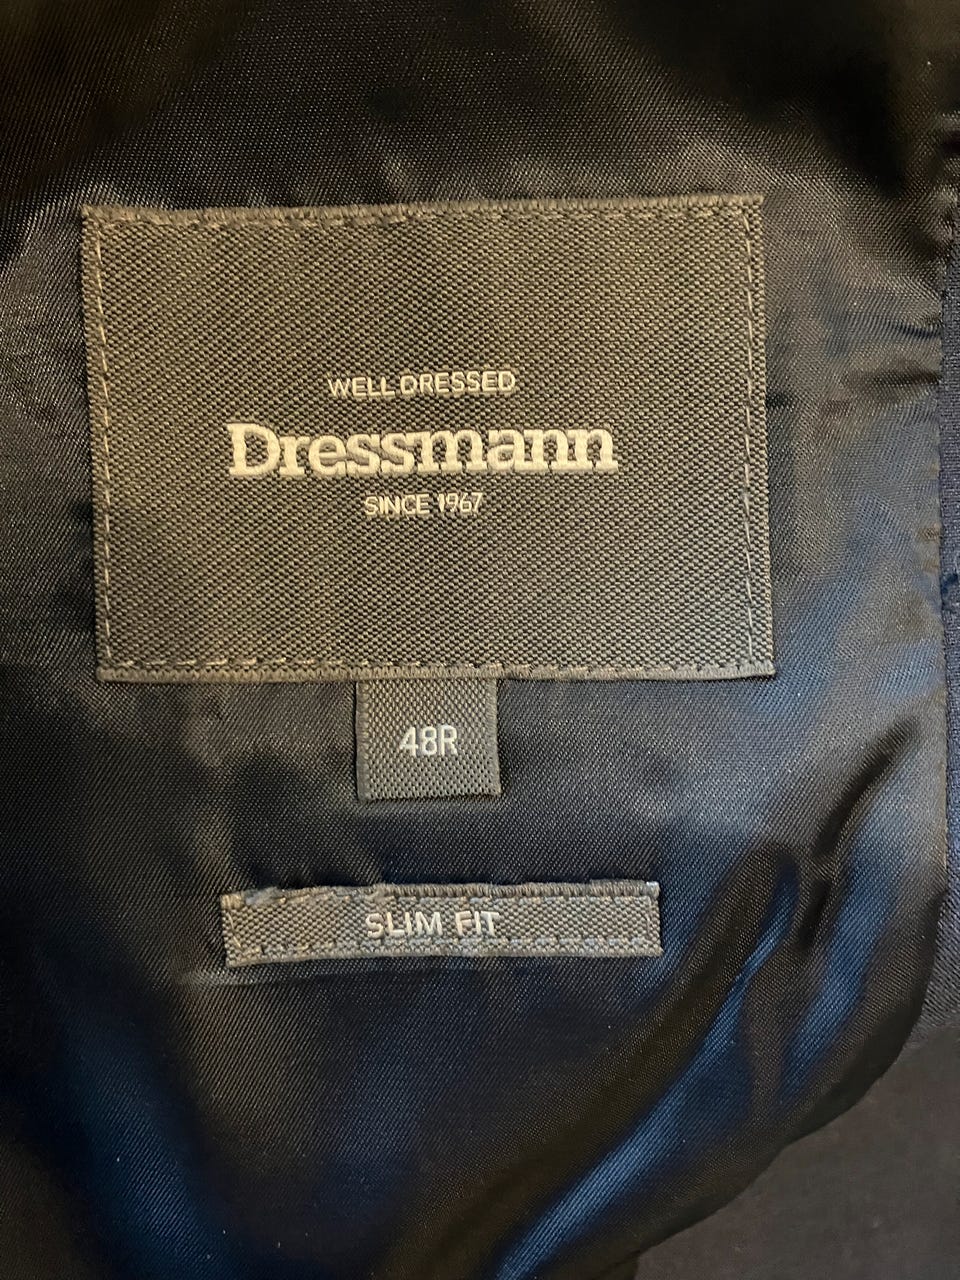 WELL DRESSED
Dressmann
SINCE 1967
48R
SLIM FIT